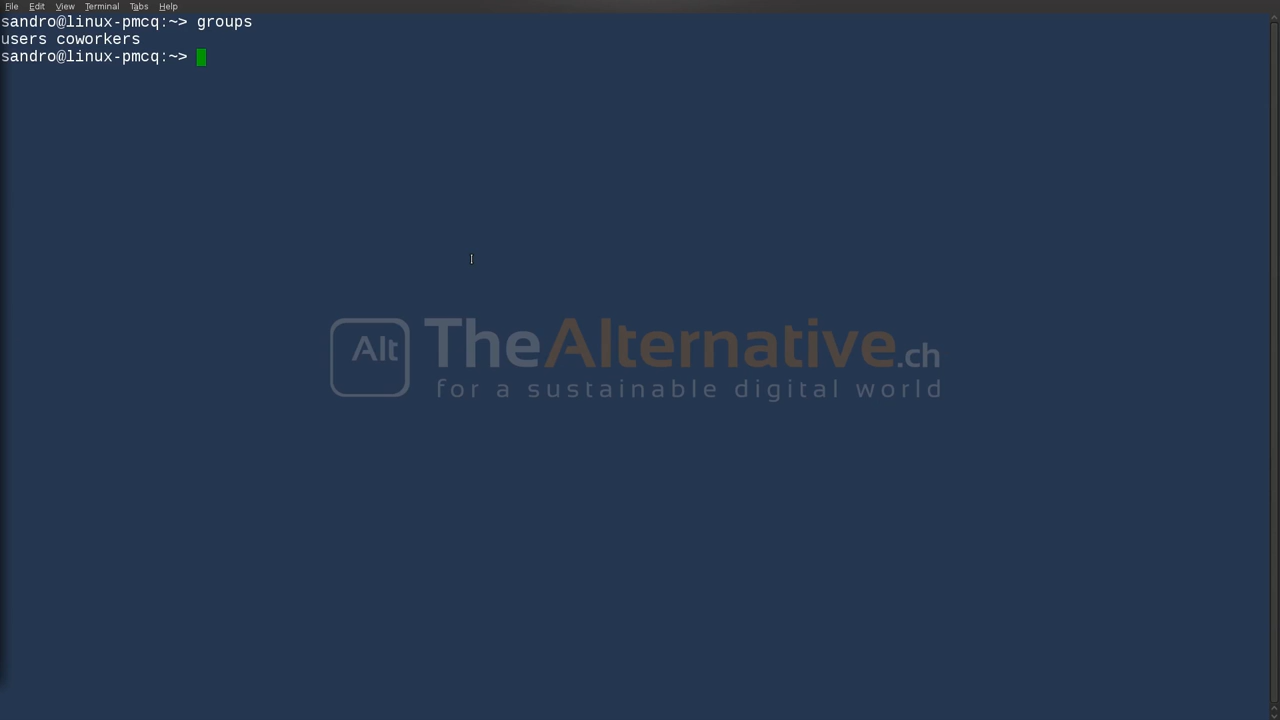 File Edit View Terminal Tabs Help
sandro@linux-pmcq:~> groups
users coworkers
sandro@linux-pmcq:~>
Alt TheAlternative.ch
for a sustainable digital world